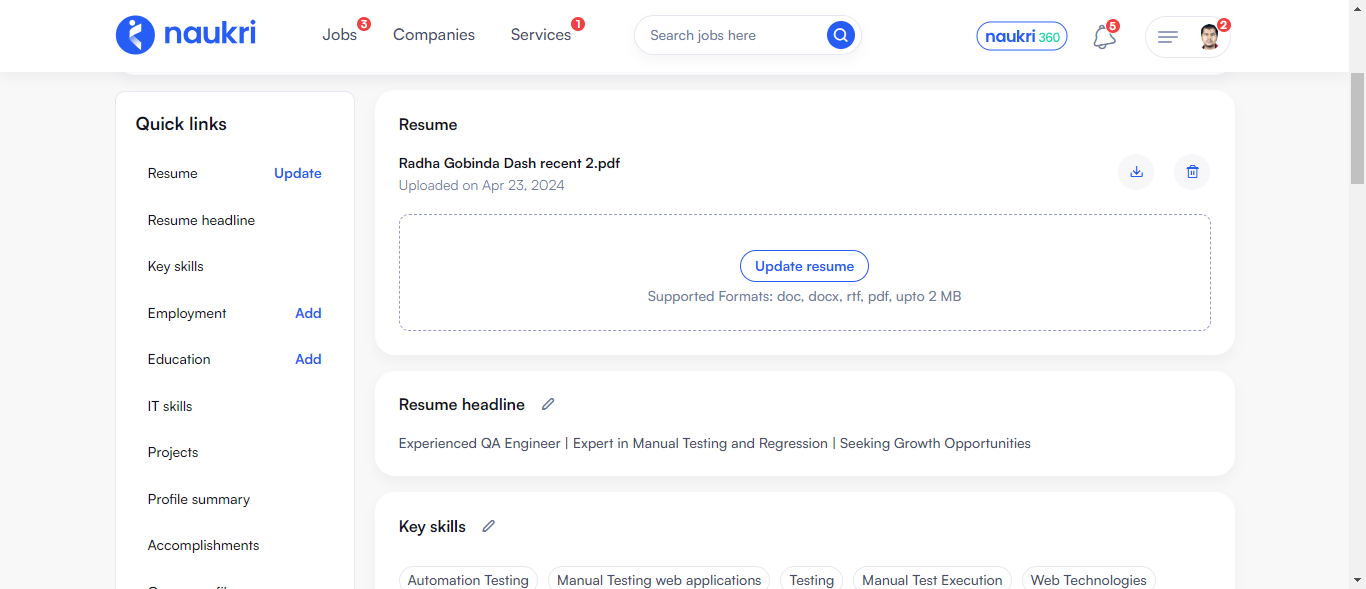 naukri
Jobs 3
Companies
Services 1
Search jobs here
naukri 360
5
2
Quick links
Resume Update
Resume headline
Key skills
Employment Add
Education Add
IT skills
Projects
Profile summary
Accomplishments
Resume
Radha Gobinda Dash recent 2.pdf
Uploaded on Apr 23, 2024
Update resume
Supported Formats: doc, docx, rtf, pdf, upto 2 MB
Resume headline
Experienced QA Engineer | Expert in Manual Testing and Regression | Seeking Growth Opportunities
Key skills
Automation Testing Manual Testing web applications Testing Manual Test Execution Web Technologies